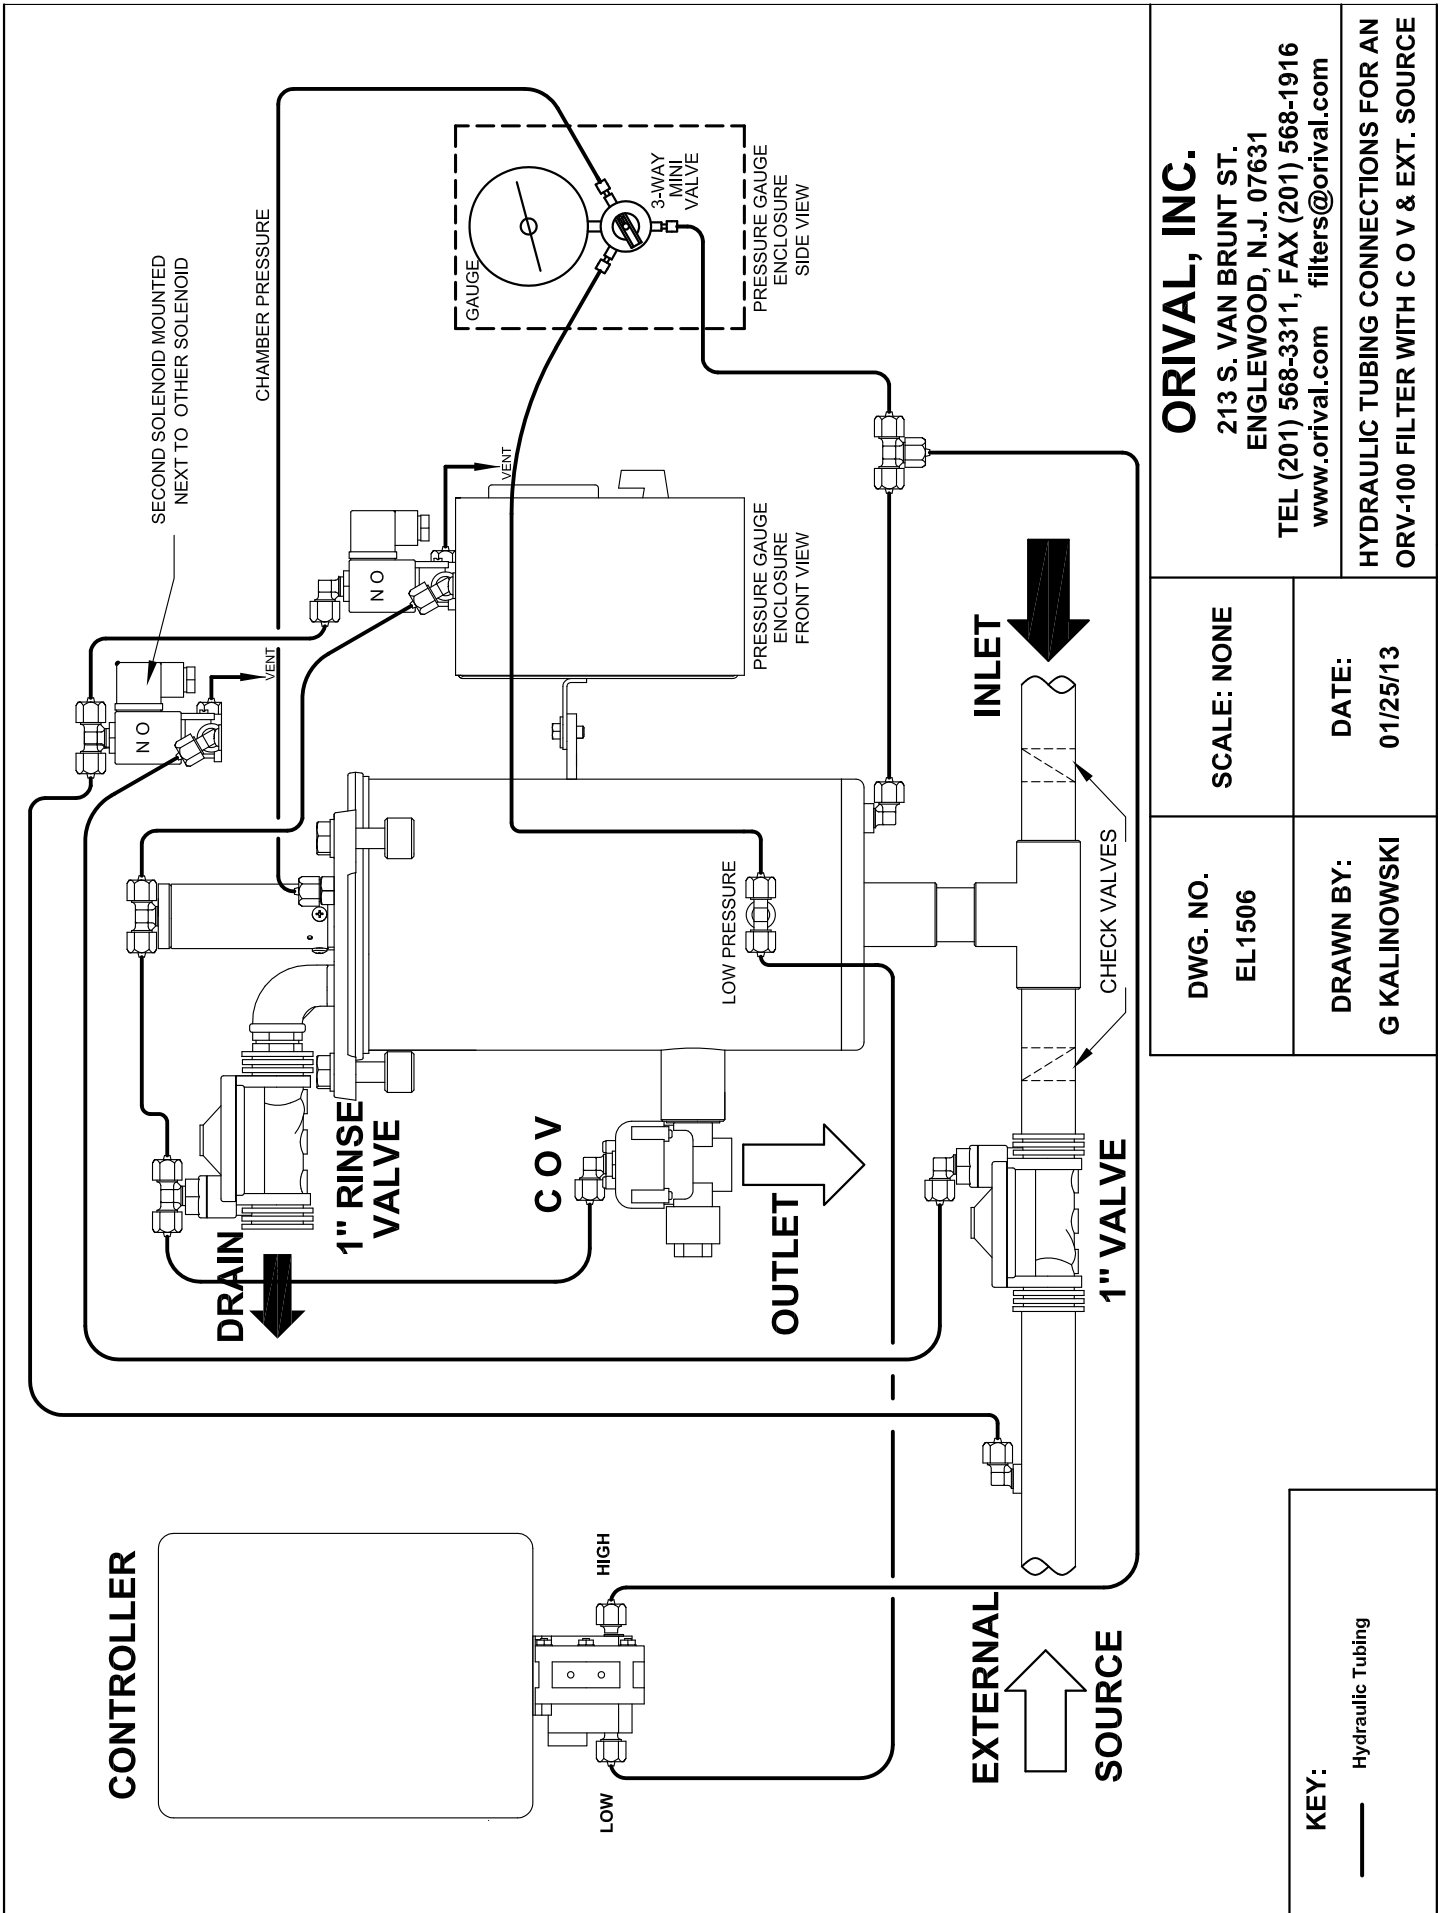 CONTROLLER
LOW
HIGH
DRAIN
1" RINSE
VALVE
C O V
OUTLET
EXTERNAL
SOURCE
1" VALVE
INLET
CHECK VALVES
LOW PRESSURE
SECOND SOLENOID MOUNTED
NEXT TO OTHER SOLENOID
CHAMBER PRESSURE
N O
VENT
N O
VENT
GAUGE
3-WAY
MINI
VALVE
PRESSURE GAUGE
ENCLOSURE
SIDE VIEW
PRESSURE GAUGE
ENCLOSURE
FRONT VIEW
KEY:
Hydraulic Tubing
DWG. NO.
EL1506
SCALE: NONE
DRAWN BY:
G KALINOWSKI
DATE:
01/25/13
ORIVAL, INC.
213 S. VAN BRUNT ST.
ENGLEWOOD, N.J. 07631
TEL (201) 568-3311, FAX (201) 568-1916
www.orival.com filters@orival.com
HYDRAULIC TUBING CONNECTIONS FOR AN
ORV-100 FILTER WITH C O V & EXT. SOURCE